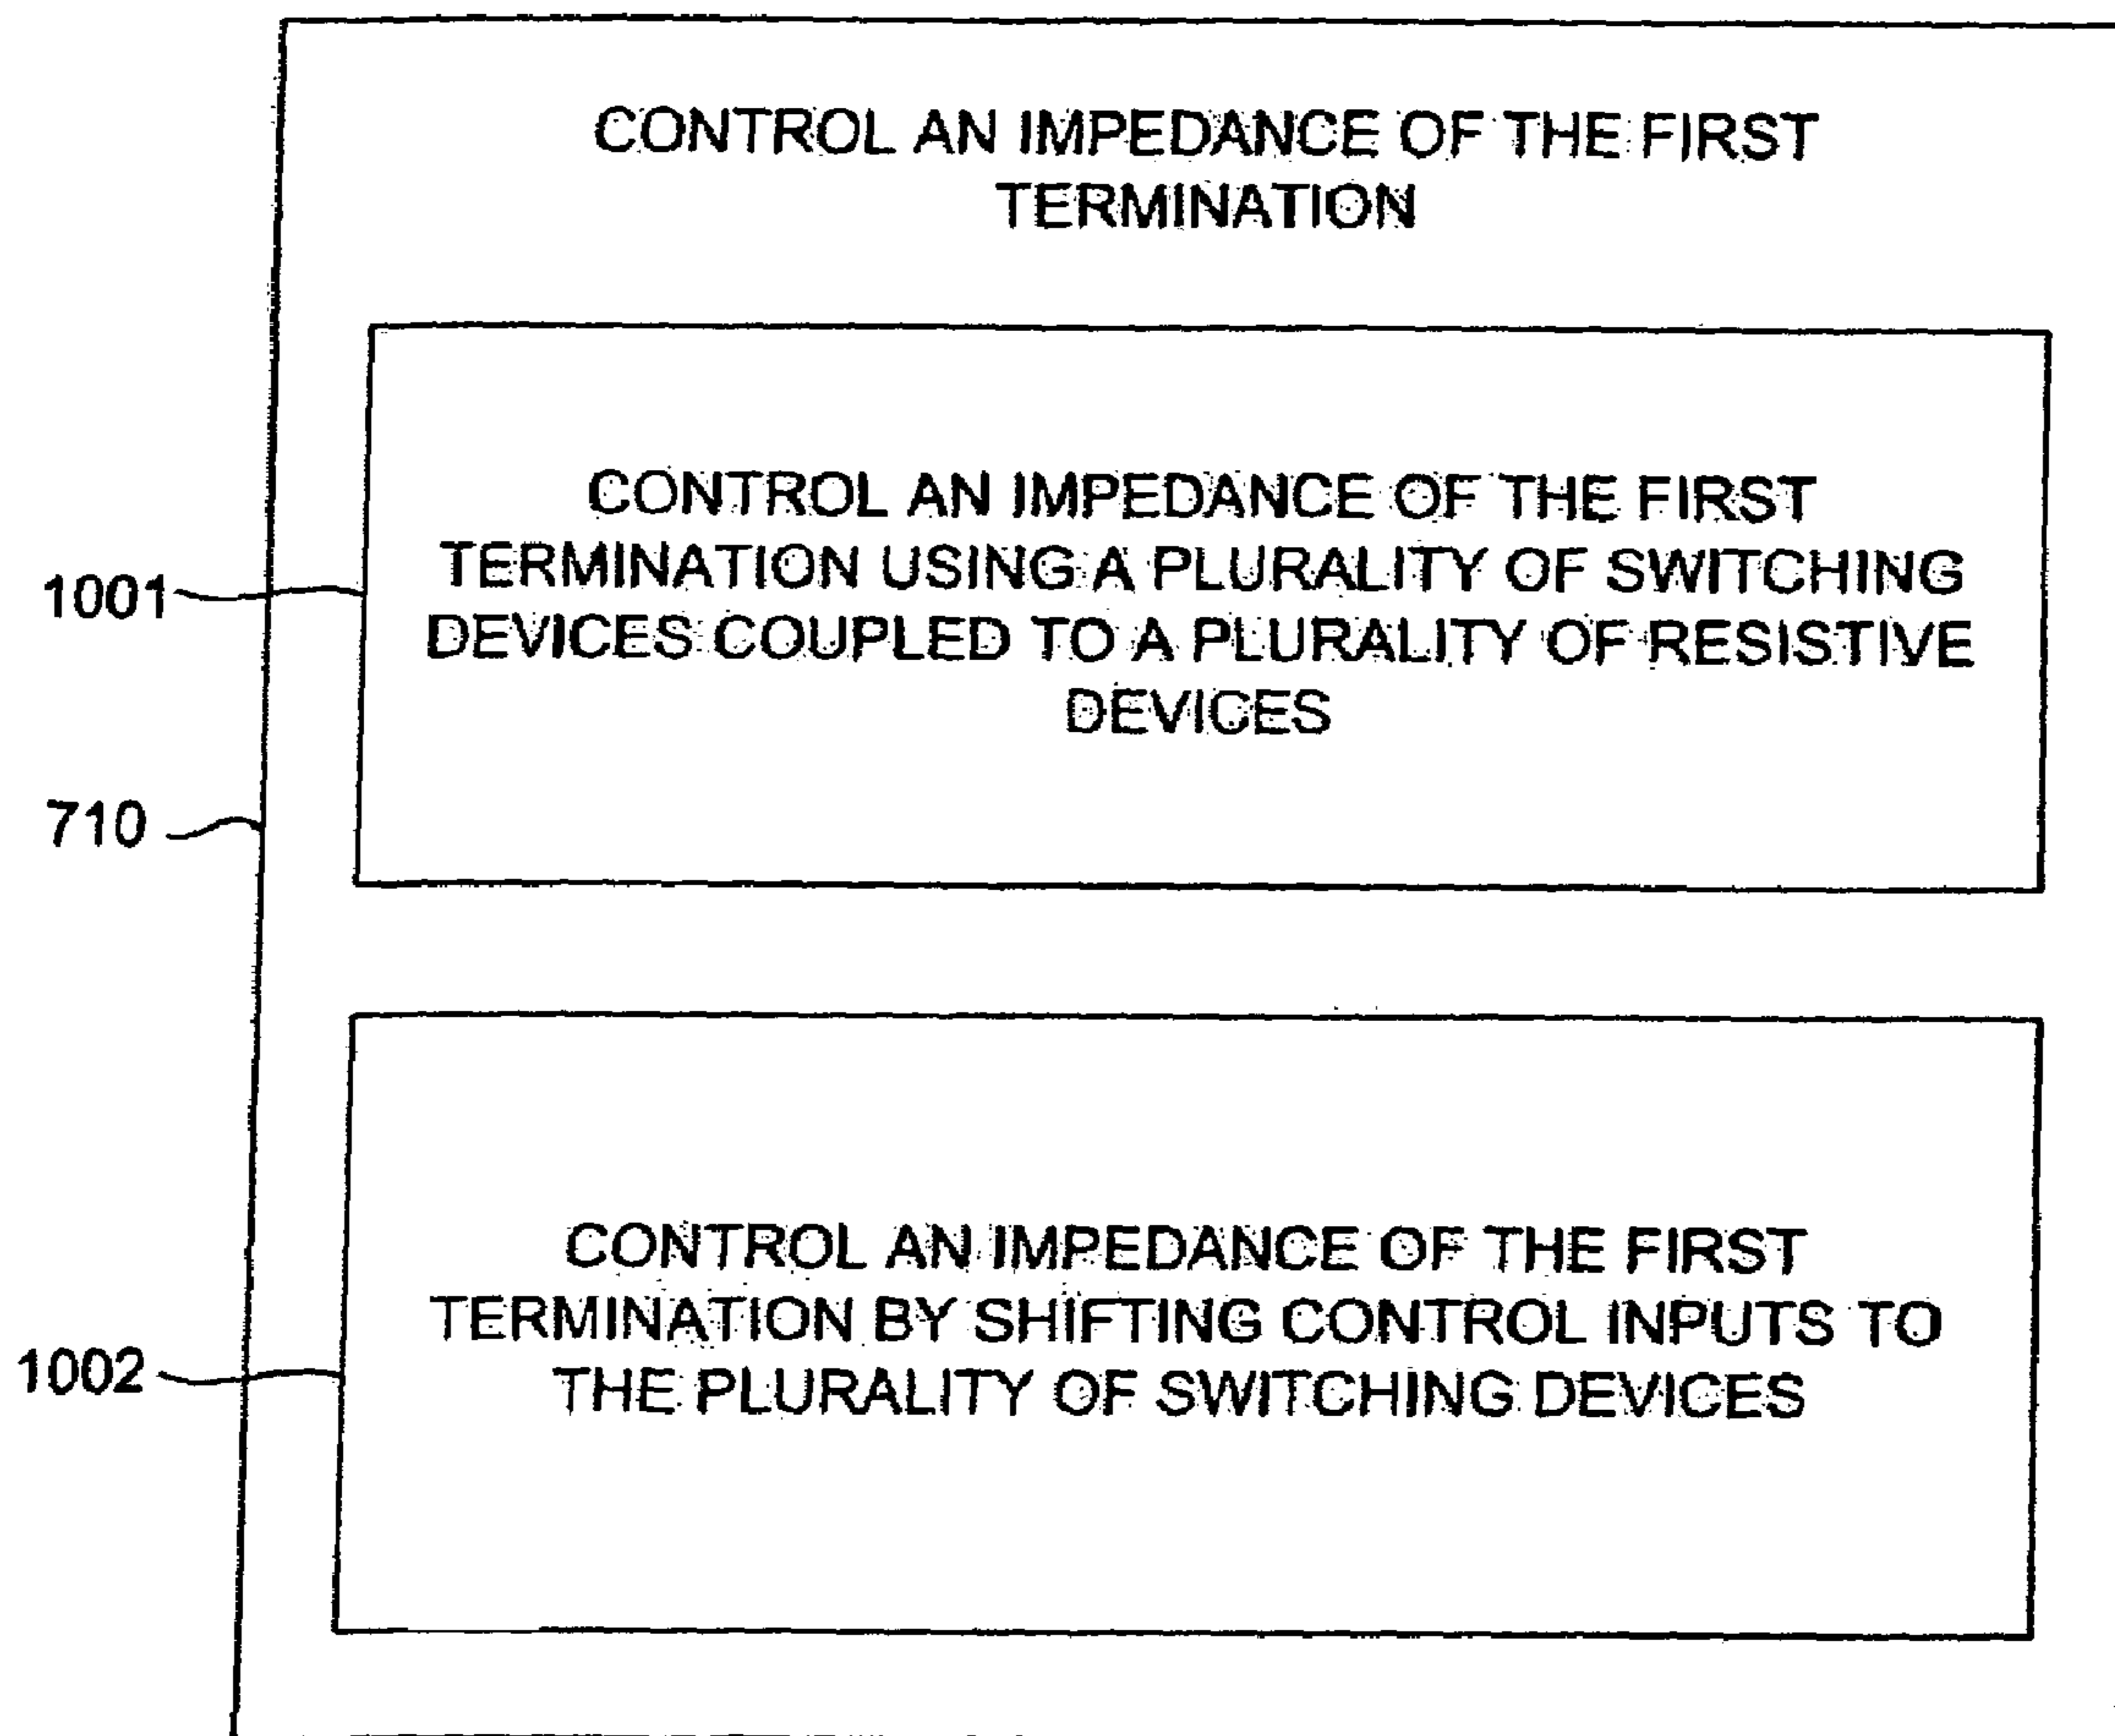 CONTROL AN IMPEDANCE OF THE FIRST
TERMINATION
CONTROL AN IMPEDANCE OF THE FIRST
TERMINATION USING A PLURALITY OF SWITCHING
DEVICES COUPLED TO A PLURALITY OF RESISTIVE
DEVICES
1001
710
CONTROL AN IMPEDANCE OF THE FIRST
TERMINATION BY SHIFTING CONTROL INPUTS TO
THE PLURALITY OF SWITCHING DEVICES
1002